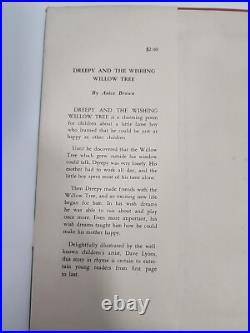 $2.00
DREEPY AND THE WISHING
WILLOW TREE
By Anice Brown
DREEPY AND THE WISHING
WILLOW TREE is a charming poem
for children about a little lame boy
who learned that he could be just as
happy as other children.
Until he discovered that the Willow
Tree which grew outside his window
could talk, Dreepy was very lonely. His
mother had to work all day, and the
little boy spent most of his time alone.
Then Dreepy made friends with the
Willow Tree, and an exciting new life
began for him. In his wish dreams
he was able to run about and play
once more. Even more important, his
wish dreams taught him how he could
make his mother happy.
Delightfully illustrated by the well-
known children's artist, Dave Lyons,
this story in rhyme is certain to enter-
tain young readers from first page
to last.